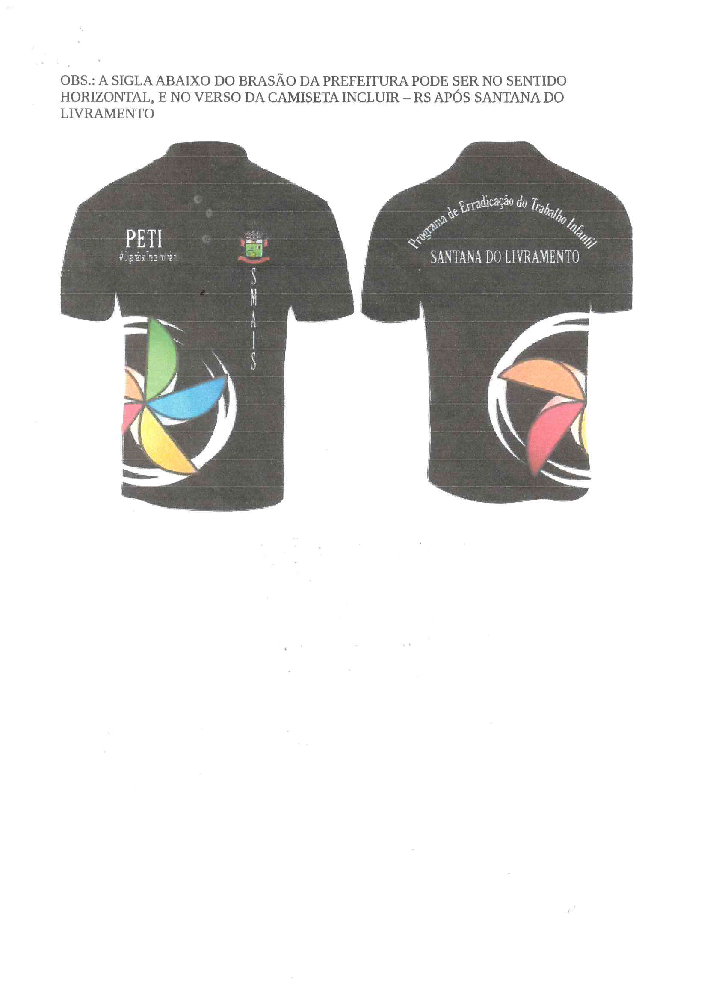 OBS.: A SIGLA ABAIXO DO BRASÃO DA PREFEITURA PODE SER NO SENTIDO
HORIZONTAL, E NO VERSO DA CAMISETA INCLUIR – RS APÓS SANTANA DO
LIVRAMENTO
PETI
S
M
A
I
S
Programa de Erradicação do Trabalho Infantil
SANTANA DO LIVRAMENTO